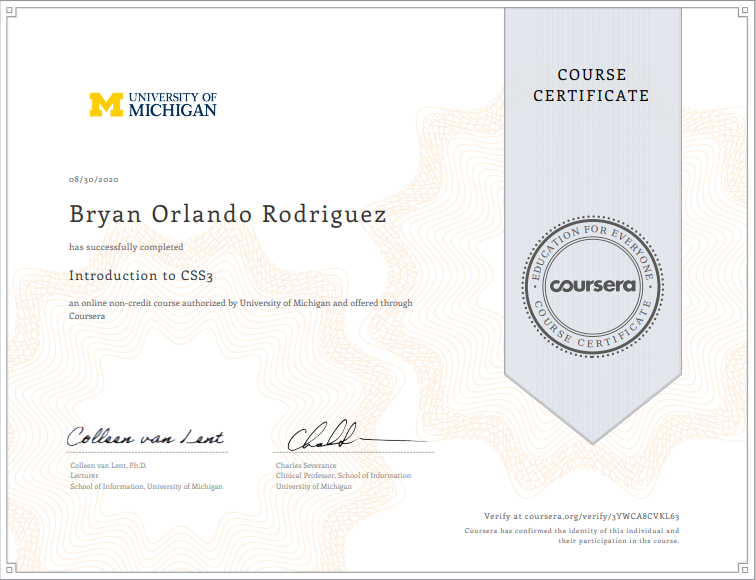 COURSE
CERTIFICATE
UNIVERSITY OF
MICHIGAN
08/30/2020
Bryan Orlando Rodriguez
has successfully completed
Introduction to CSS3
an online non-credit course authorized by University of Michigan and offered through
Coursera
EDUCATION FOR EVERYONE
coursera
COURSE CERTIFICATE
Colleen van Lent
Colleen van Lent, Ph.D.
Lecturer
School of Information, University of Michigan
Charles Severance
Clinical Professor, School of Information
University of Michigan
Verify at coursera.org/verify/3YWCA8CVKL63
Coursera has confirmed the identity of this individual and
their participation in the course.